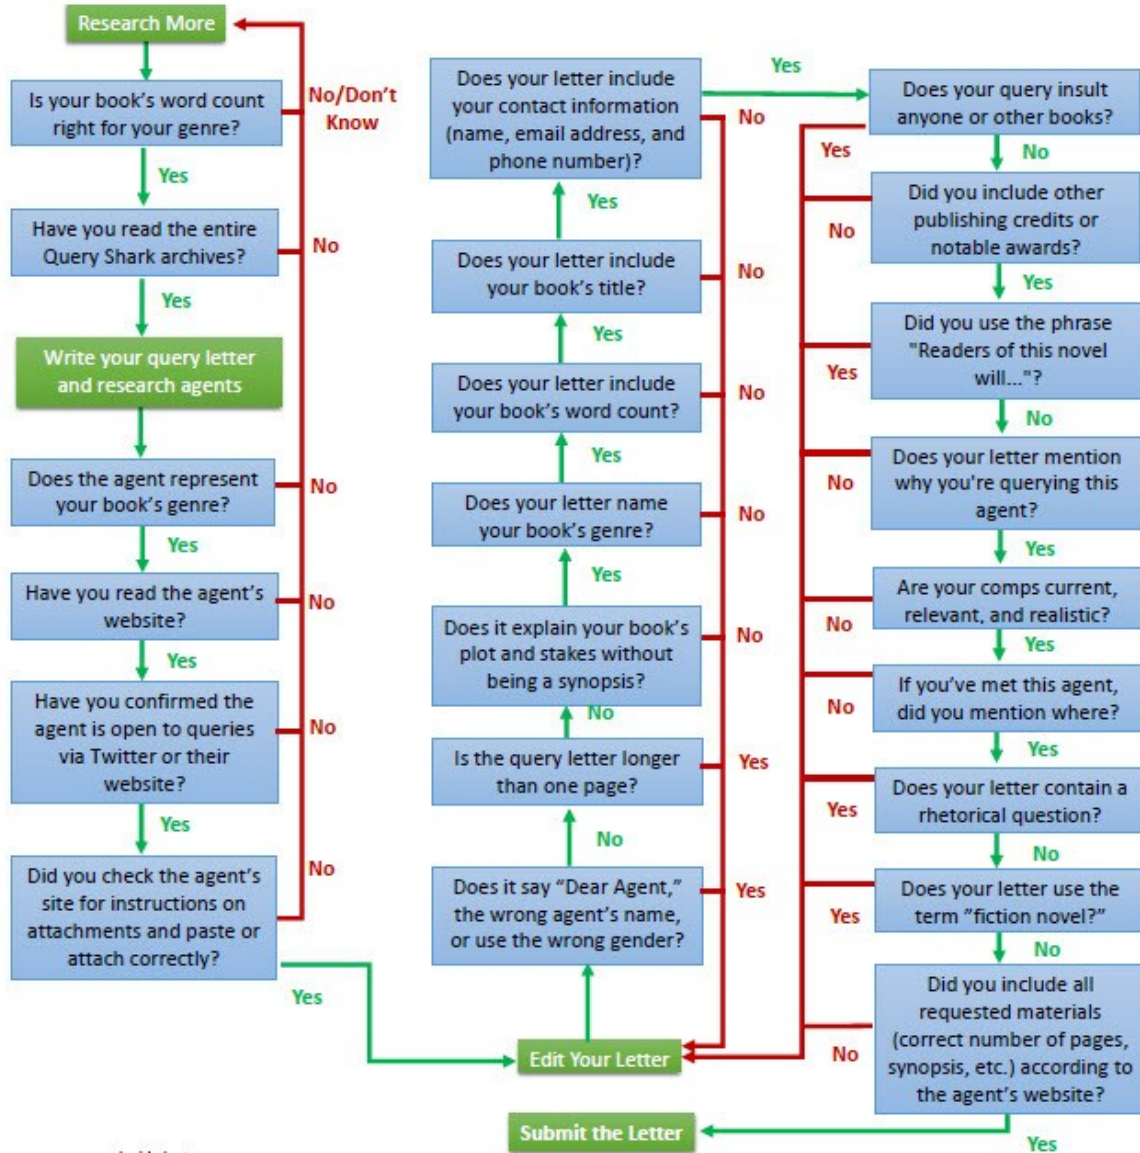 Research More
Is your book’s word count
right for your genre?
No/Don’t
Know
Yes
Have you read the entire
Query Shark archives?
No
Yes
Write your query letter
and research agents
Does the agent represent
your book’s genre?
No
Yes
Have you read the agent’s
website?
No
Yes
Have you confirmed the
agent is open to queries
via Twitter or their
website?
No
Yes
Did you check the agent’s
site for instructions on
attachments and paste or
attach correctly?
No
Yes
Edit Your Letter
Does it say “Dear Agent,”
the wrong agent’s name,
or use the wrong gender?
Yes
No
Is the query letter longer
than one page?
Yes
No
Does it explain your book’s
plot and stakes without
being a synopsis?
No
Yes
Does your letter name
your book’s genre?
No
Yes
Does your letter include
your book’s word count?
No
Yes
Does your letter include
your book’s title?
No
Yes
Does your letter include
your contact information
(name, email address, and
phone number)?
No
Yes
Does your query insult
anyone or other books?
Yes
No
Did you include other
publishing credits or
notable awards?
No
Yes
Did you use the phrase
"Readers of this novel
will..."?
Yes
No
Does your letter mention
why you're querying this
agent?
No
Yes
Are your comps current,
relevant, and realistic?
No
Yes
If you’ve met this agent,
did you mention where?
No
Yes
Does your letter contain a
rhetorical question?
Yes
No
Does your letter use the
term ”fiction novel?”
Yes
No
Did you include all
requested materials
(correct number of pages,
synopsis, etc.) according to
the agent’s website?
No
Yes
Submit the Letter